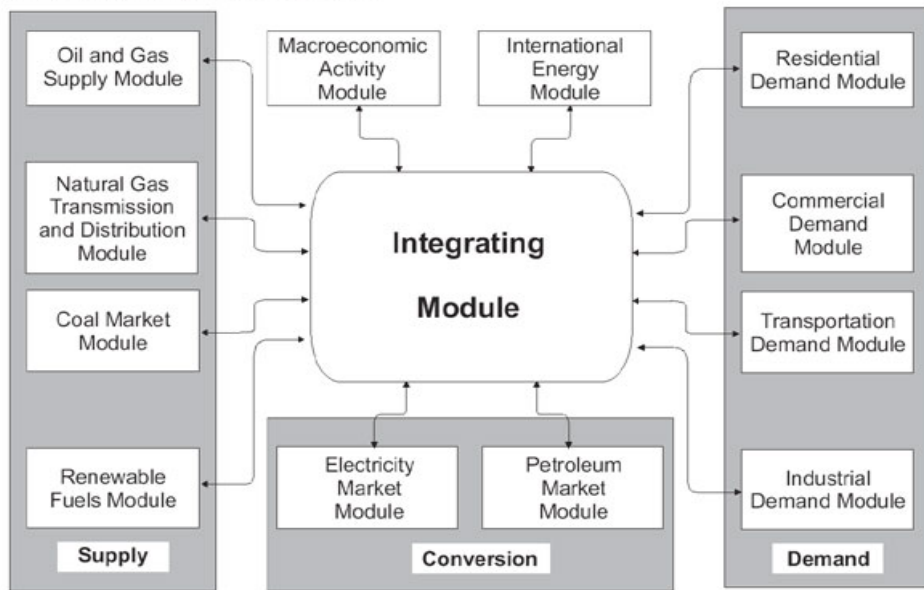 Oil and Gas
Supply Module
Natural Gas
Transmission
and Distribution
Module
Coal Market
Module
Renewable
Fuels Module
Supply
Macroeconomic
Activity
Module
International
Energy
Module
Integrating
Module
Electricity
Market
Module
Petroleum
Market
Module
Conversion
Residential
Demand Module
Commercial
Demand
Module
Transportation
Demand Module
Industrial
Demand Module
Demand